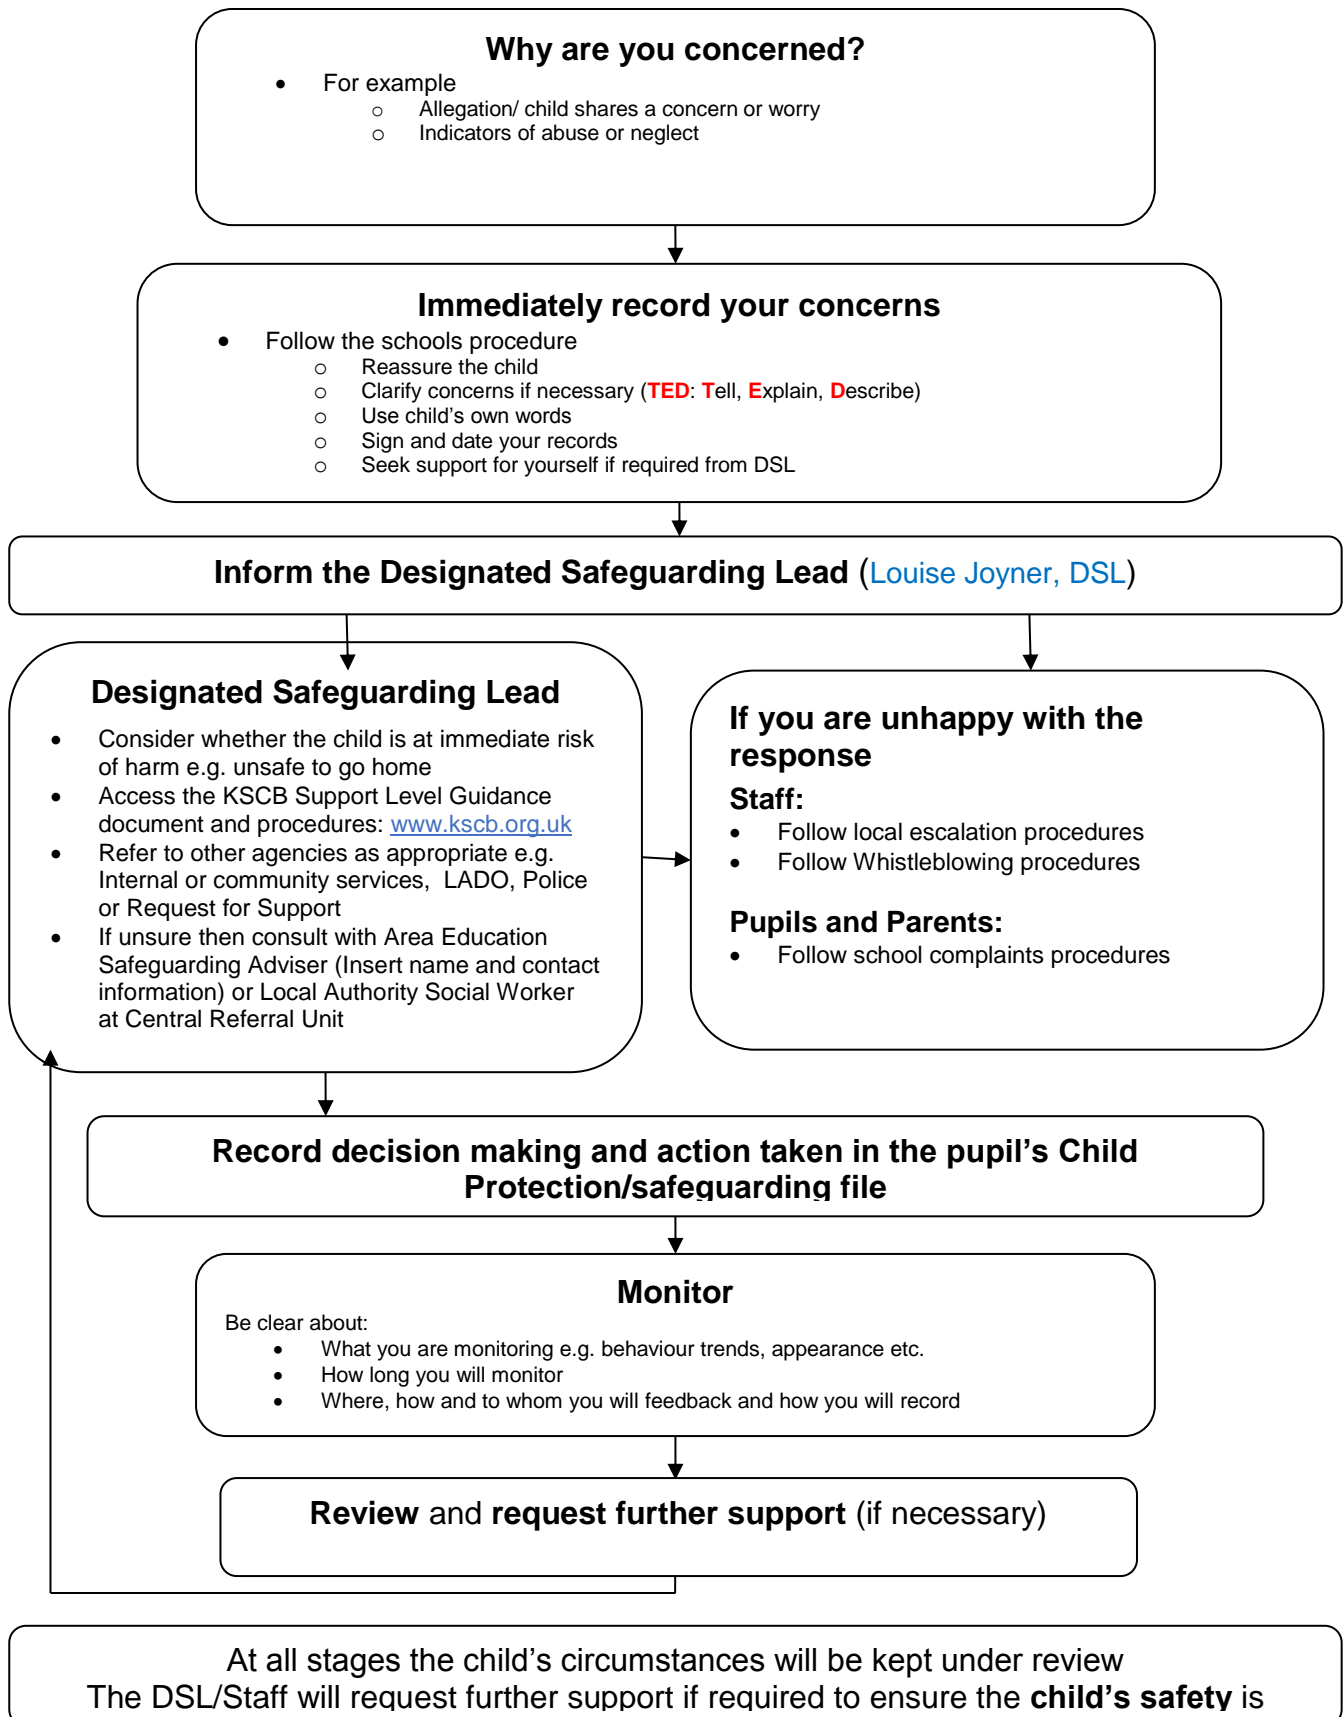 Why are you concerned?
• For example
o Allegation/ child shares a concern or worry
o Indicators of abuse or neglect
Immediately record your concerns
• Follow the schools procedure
o Reassure the child
o Clarify concerns if necessary (TED: Tell, Explain, Describe)
o Use child's own words
o Sign and date your records
o Seek support for yourself if required from DSL
Inform the Designated Safeguarding Lead (Louise Joyner, DSL)
Designated Safeguarding Lead
• Consider whether the child is at immediate risk
of harm e.g. unsafe to go home
• Access the KSCB Support Level Guidance
document and procedures: www.kscb.org.uk
• Refer to other agencies as appropriate e.g.
Internal or community services, LADO, Police
or Request for Support
• If unsure then consult with Area Education
Safeguarding Adviser (Insert name and contact
information) or Local Authority Social Worker
at Central Referral Unit
If you are unhappy with the
response
Staff:
• Follow local escalation procedures
• Follow Whistleblowing procedures
Pupils and Parents:
• Follow school complaints procedures
Record decision making and action taken in the pupil's Child
Protection/safeguarding file
Monitor
Be clear about:
• What you are monitoring e.g. behaviour trends, appearance etc.
• How long you will monitor
• Where, how and to whom you will feedback and how you will record
Review and request further support (if necessary)
At all stages the child's circumstances will be kept under review
The DSL/Staff will request further support if required to ensure the child's safety is